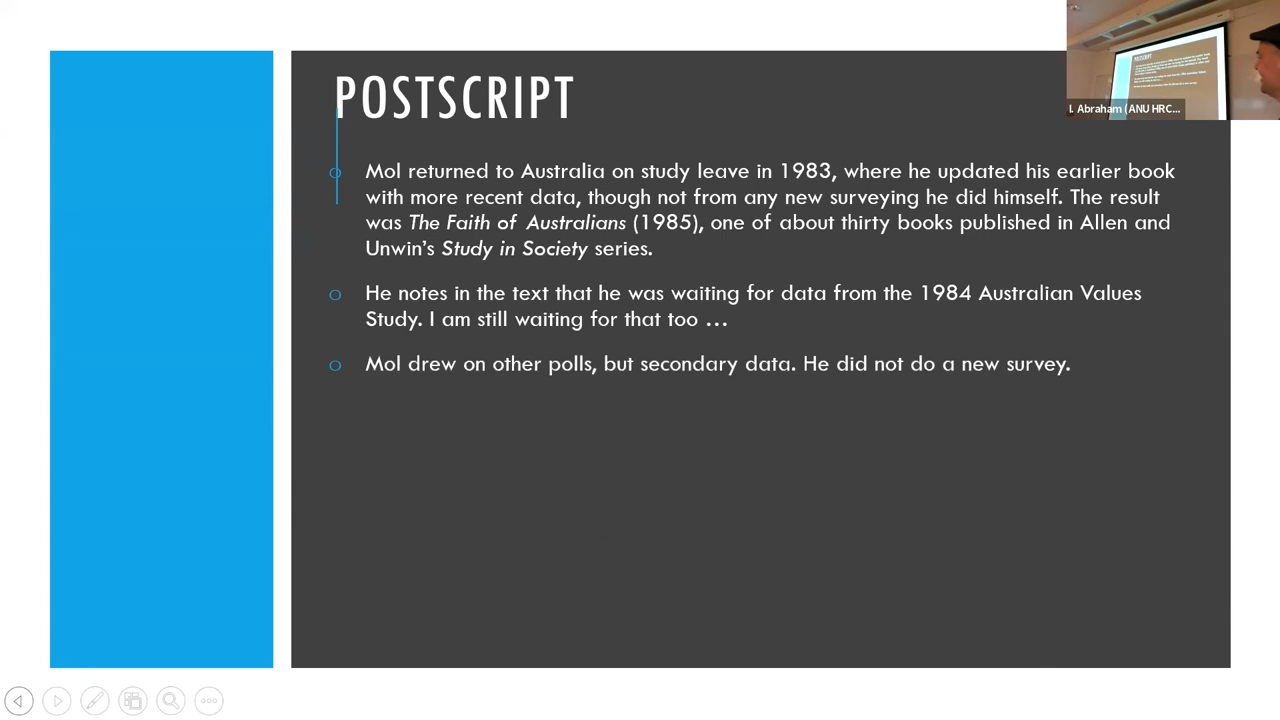 POSTSCRIPT
o Mol returned to Australia on study leave in 1983, where he updated his earlier book
with more recent data, though not from any new surveying he did himself. The result
was The Faith of Australians (1985), one of about thirty books published in Allen and
Unwin's Study in Society series.
o He notes in the text that he was waiting for data from the 1984 Australian Values
Study. I am still waiting for that too …
o Mol drew on other polls, but secondary data. He did not do a new survey.
POSTSCRIPT
I. Abraham (ANU HRC...